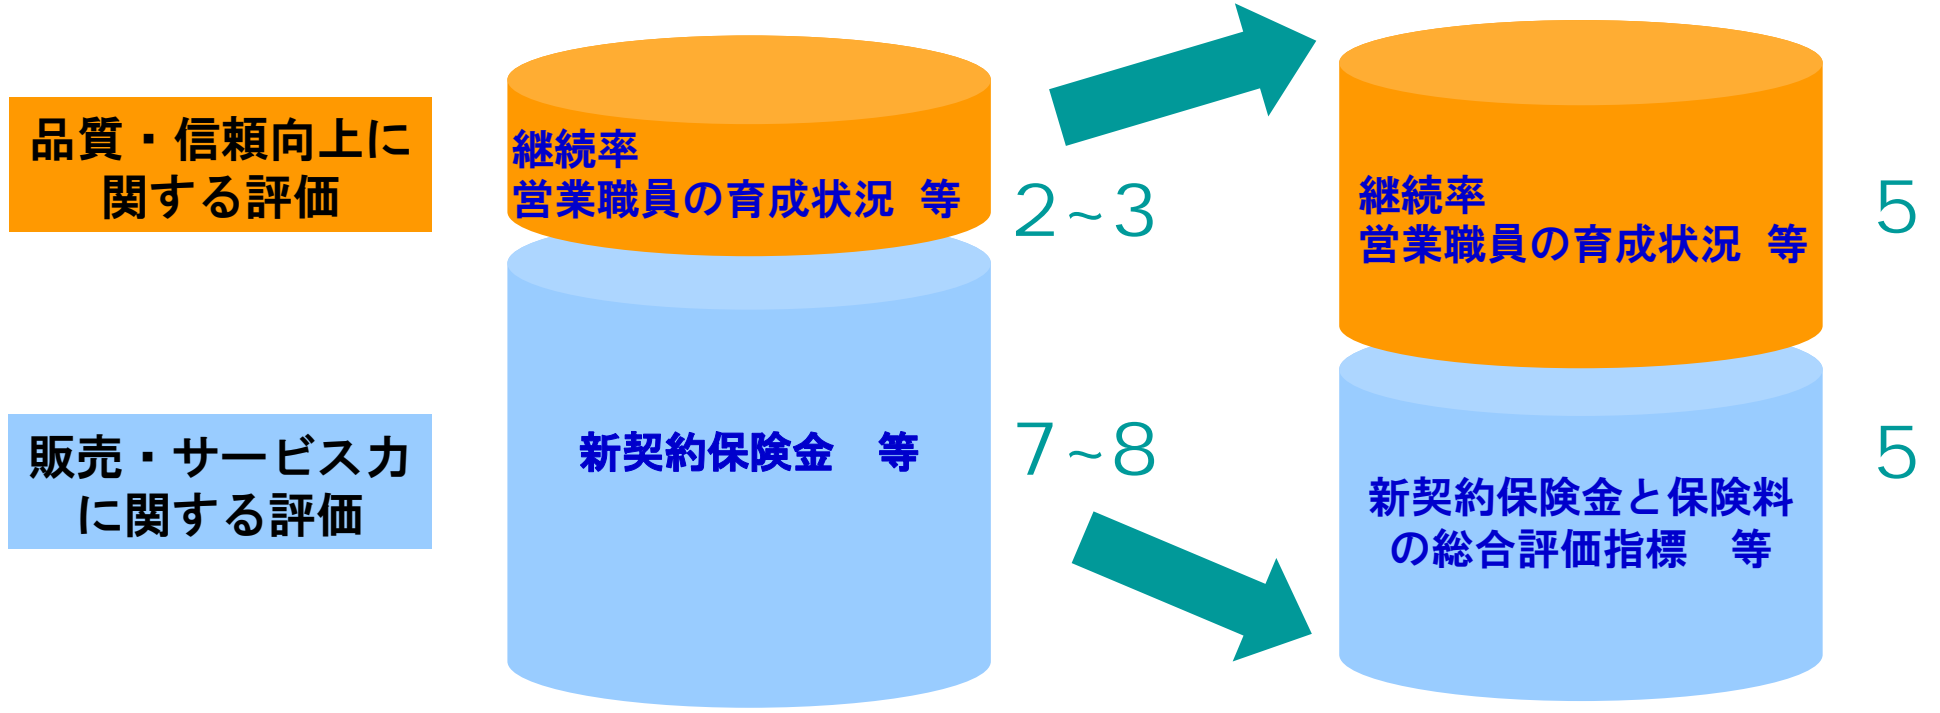 品質・信頼向上に
関する評価
継続率
営業職員の育成状況 等
2~3
継続率
営業職員の育成状況 等
5
販売・サービス力
に関する評価
新契約保険金 等
7~8
新契約保険金と保険料
の総合評価指標 等
5